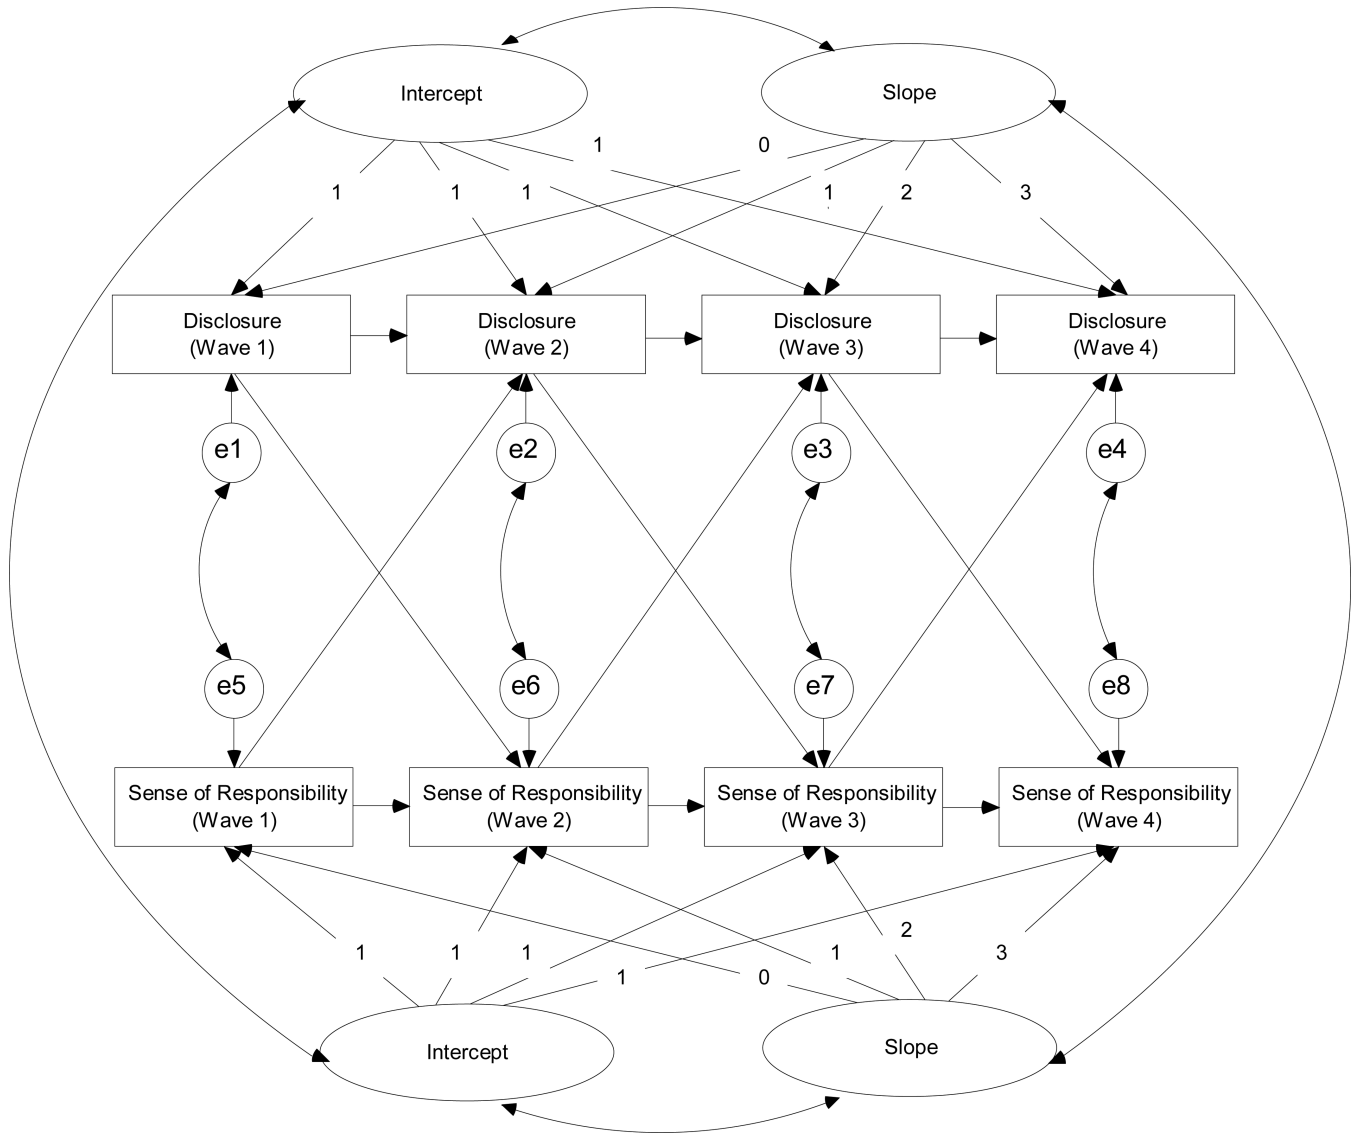 Intercept
Slope
1
0
1
1
1
1
2
3
Disclosure
(Wave 1)
Disclosure
(Wave 2)
Disclosure
(Wave 3)
Disclosure
(Wave 4)
e1
e2
e3
e4
e5
e6
e7
e8
Sense of Responsibility
(Wave 1)
Sense of Responsibility
(Wave 2)
Sense of Responsibility
(Wave 3)
Sense of Responsibility
(Wave 4)
2
1
1
1
1
3
1
0
Intercept
Slope